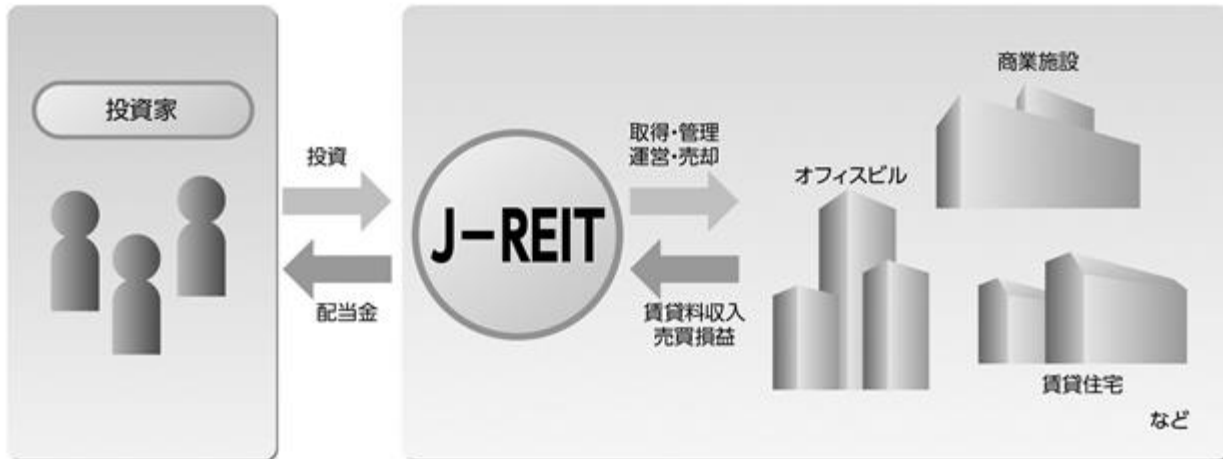 投資家
投資
配当金
J-REIT
取得・管理
運営・売却
賃貸料収入
売買損益
商業施設
オフィスビル
賃貸住宅
など